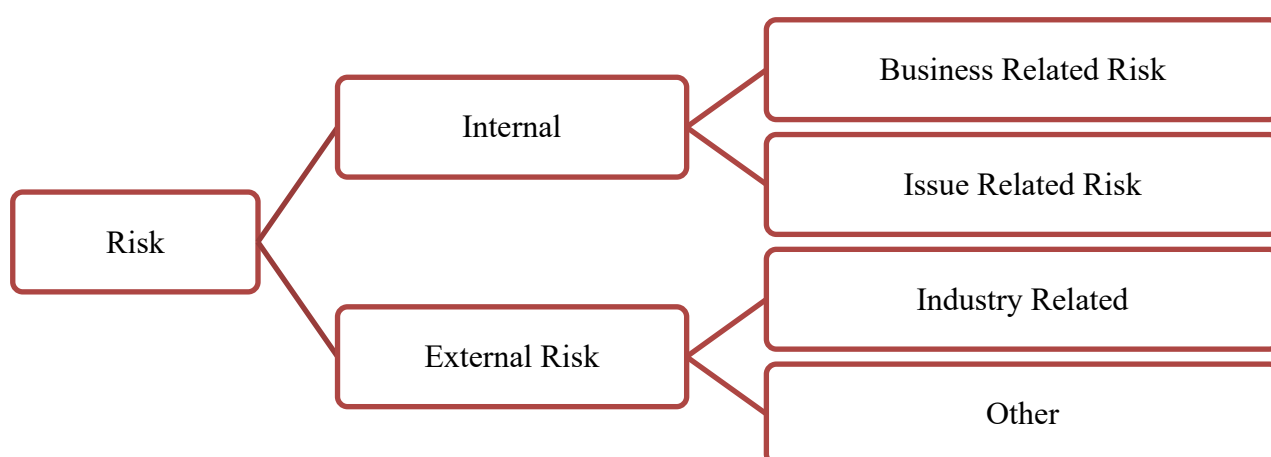 Risk
Internal
Business Related Risk
Issue Related Risk
External Risk
Industry Related
Other